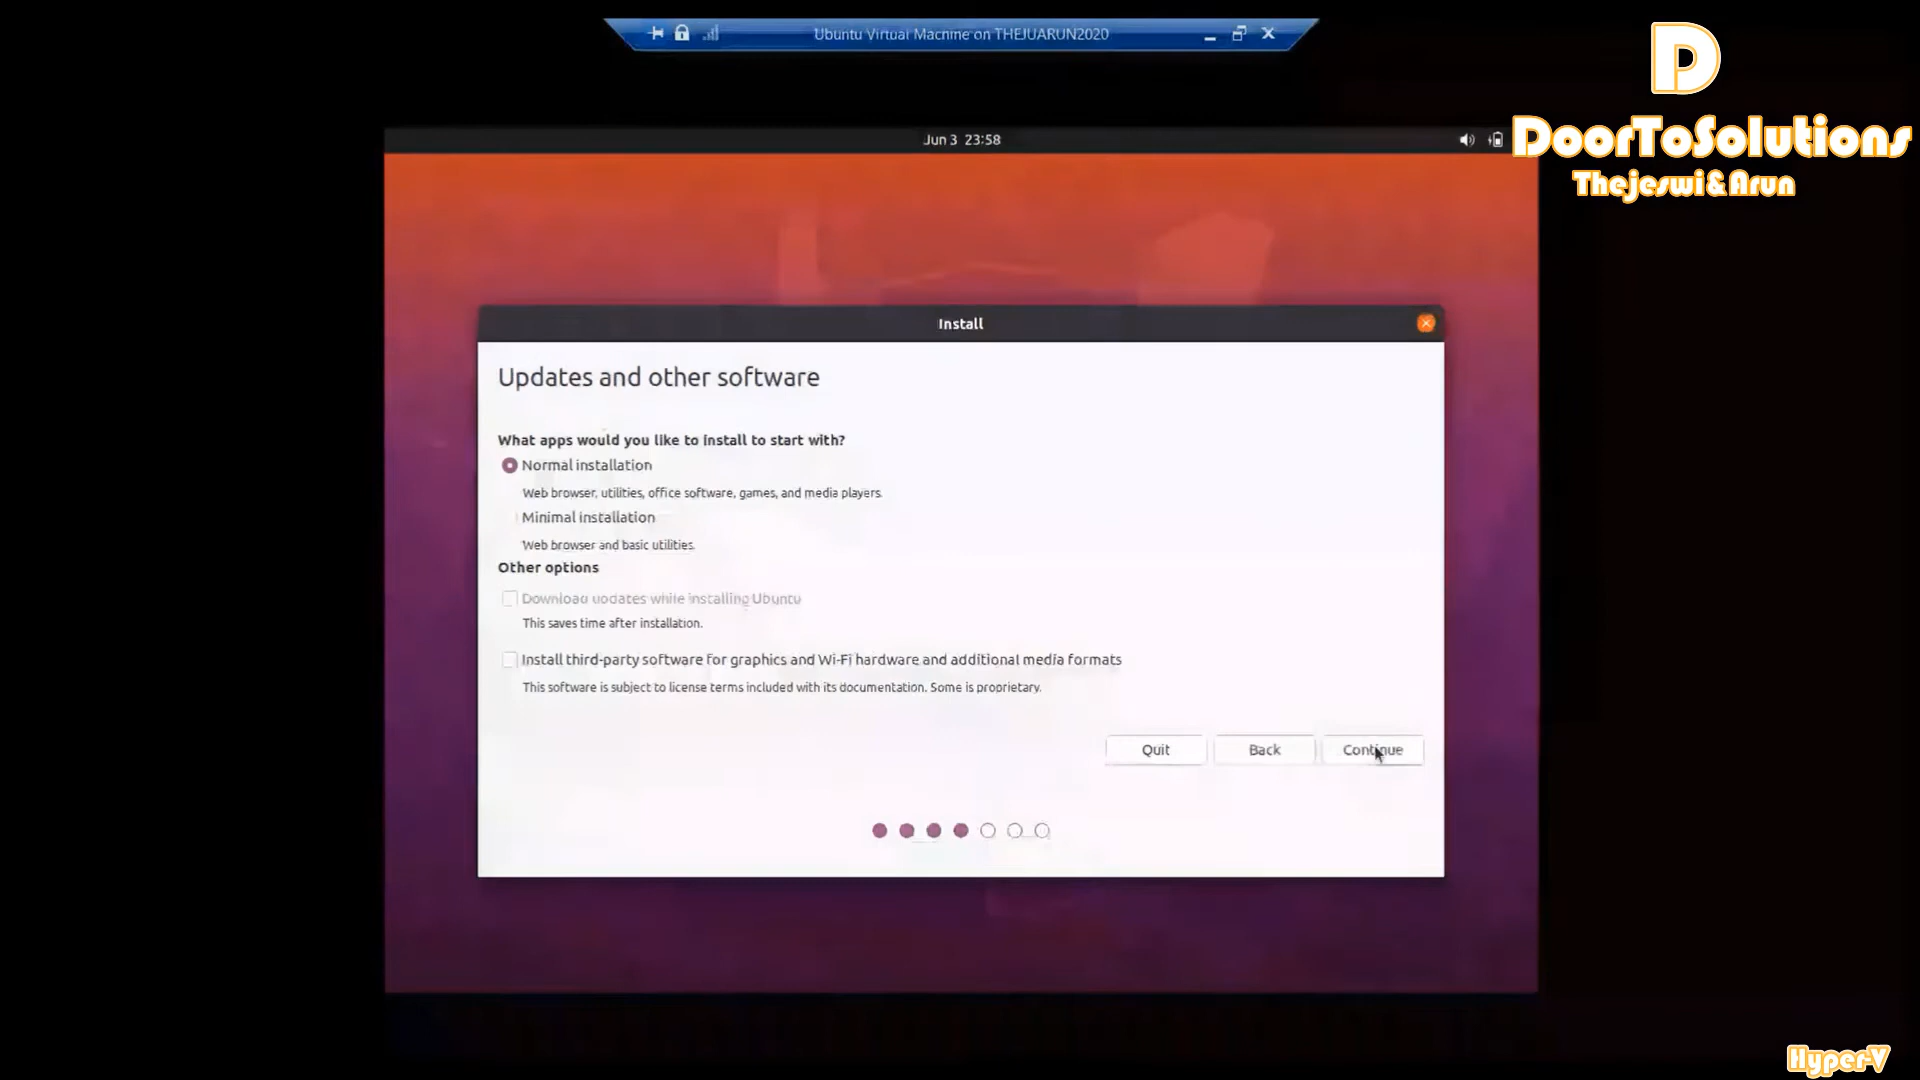 Ubuntu Virtual Machine on THEJUARUN2020
D
DoorToSolutions
Thejeswi&Arun
Jun 3 23:58
Install
Updates and other software
What apps would you like to install to start with?
Normal installation
Web browser, utilities, office software, games, and media players.
Minimal installation
Web browser and basic utilities.
Other options
Download updates while installing Ubuntu
This saves time after installation.
Install third-party software for graphics and Wi-Fi hardware and additional media formats
This software is subject to license terms included with its documentation. Some is proprietary.
Quit Back Continue
Hyper-V